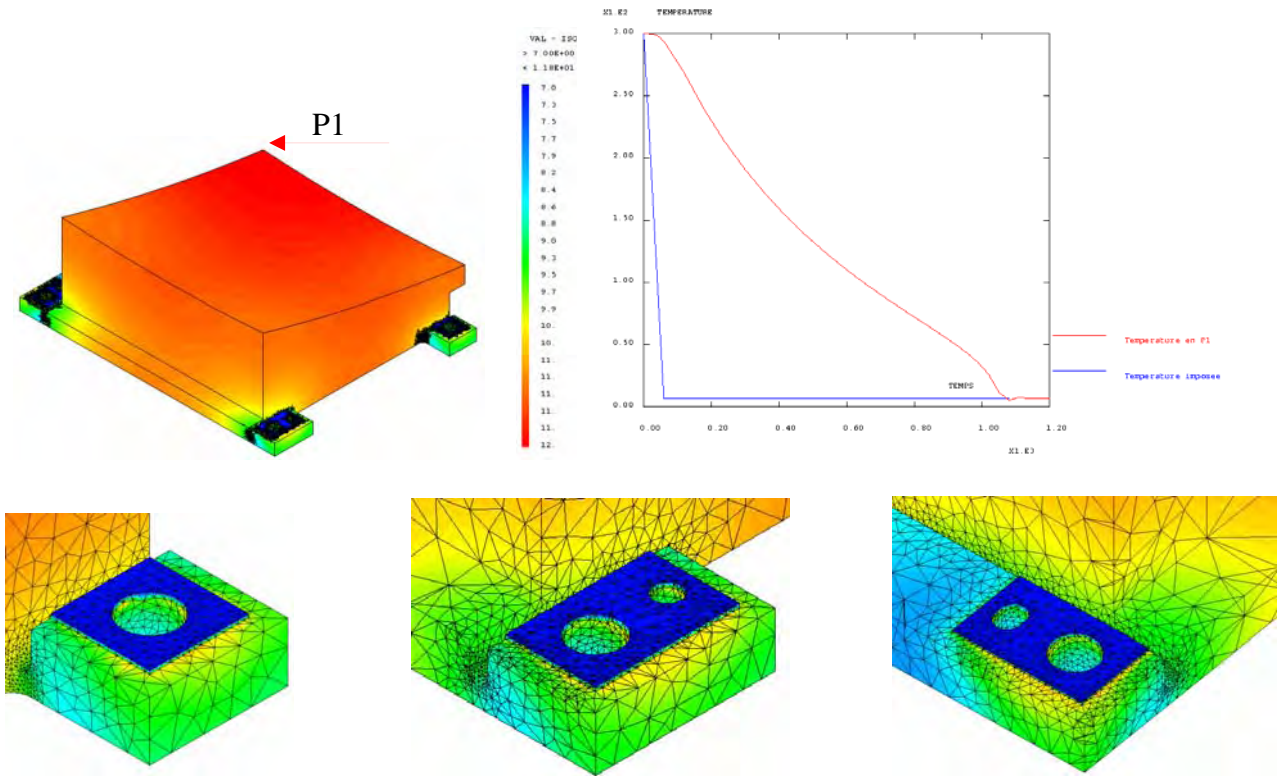 X1.E2 TEMPERATURE
VAL - ISO
> 7.00E+00
< 1.18E+01
7.0
7.3
7.5
7.7
7.9
8.2
8.4
8.6
8.8
9.0
9.3
9.5
9.7
9.9
10.
10.
11.
11.
11.
11.
11.
12.
P1
3.00
2.50
2.00
1.50
1.00
0.50
0.00
TEMPS
0.00 0.20 0.40 0.60 0.80 1.00 1.20
X1.E3
Temperature en P1
Temperature imposee